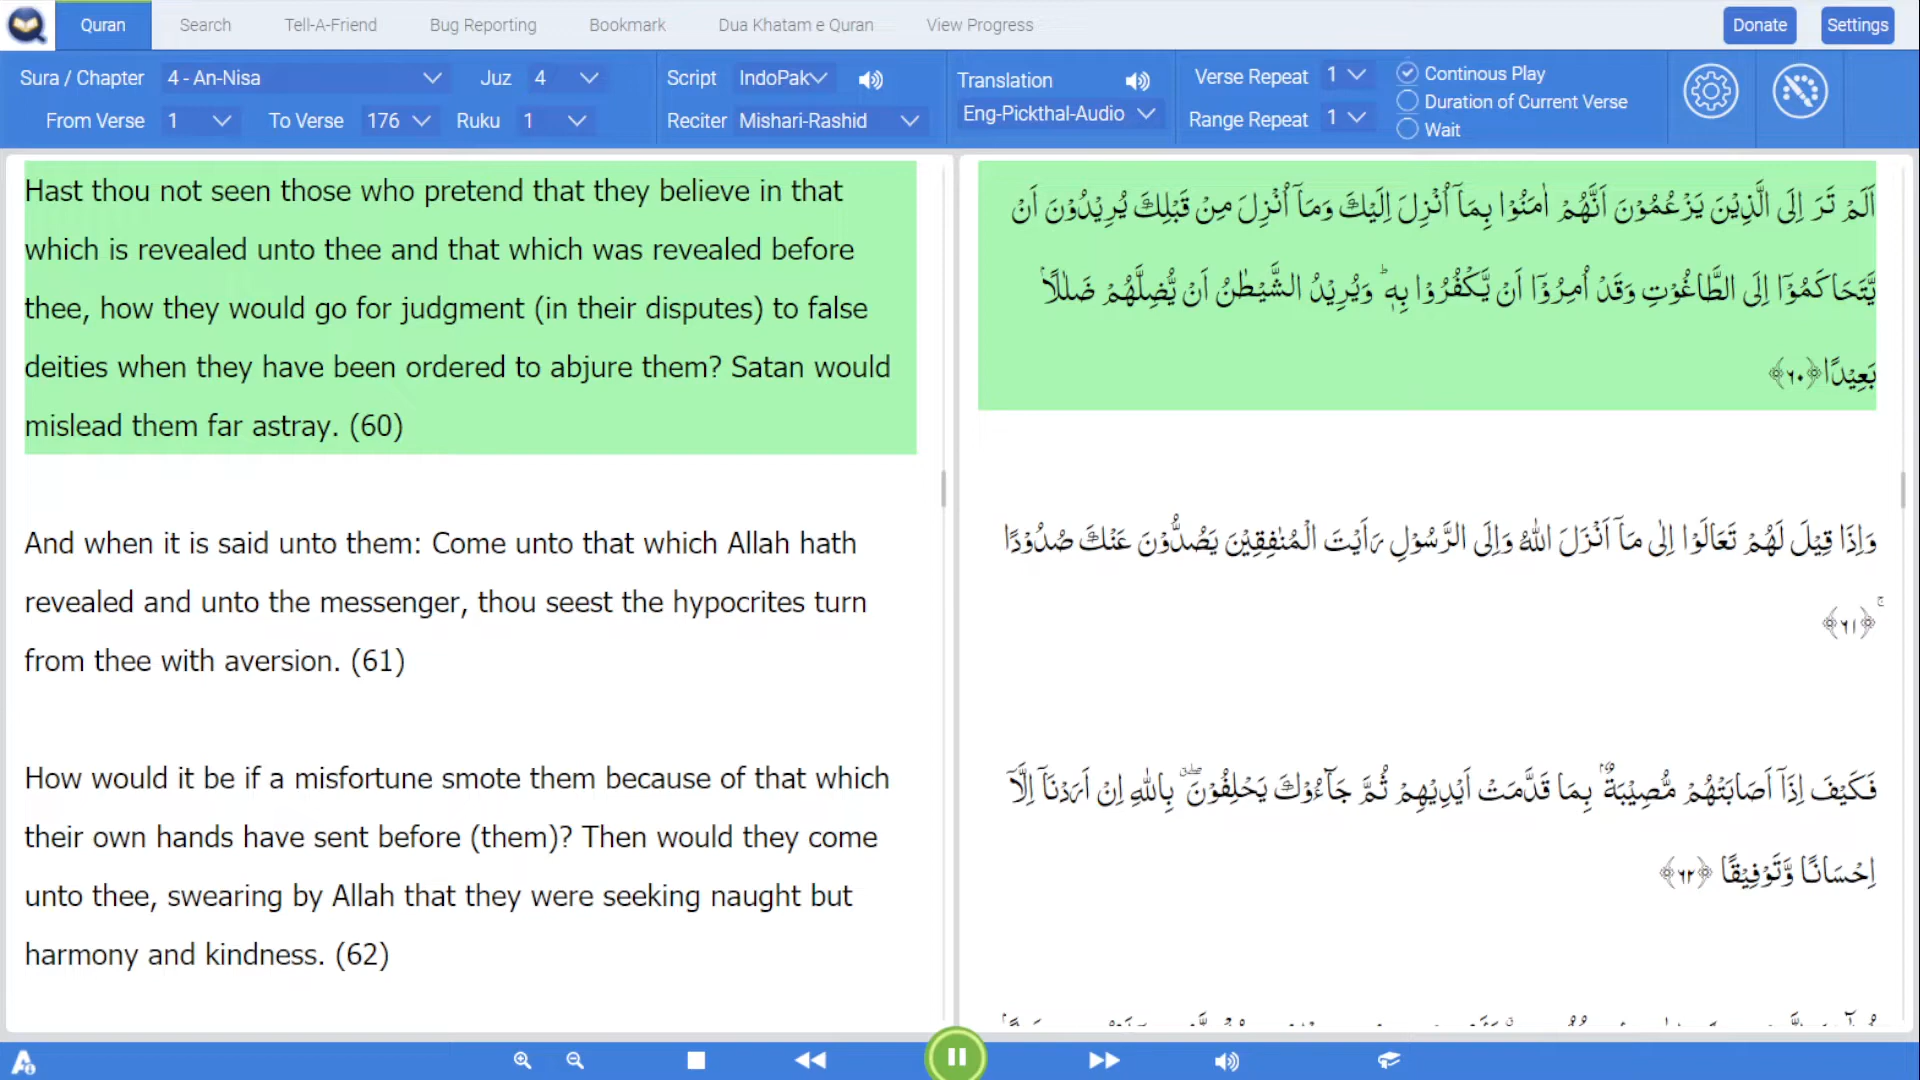 Quran
Search
Tell-A-Friend
Bug Reporting
Bookmark
Dua Khatam e Quran
View Progress
Donate
Settings
Sura / Chapter 4 - An-Nisa Juz 4
From Verse 1 To Verse 176 Ruku 1
Script IndoPak
Reciter Mishari-Rashid
Translation
Eng-Pickthal-Audio
Verse Repeat 1
Range Repeat 1
Continous Play
Duration of Current Verse
Wait
Hast thou not seen those who pretend that they believe in that
which is revealed unto thee and that which was revealed before
thee, how they would go for judgment (in their disputes) to false
deities when they have been ordered to abjure them? Satan would
mislead them far astray. (60)
And when it is said unto them: Come unto that which Allah hath
revealed and unto the messenger, thou seest the hypocrites turn
from thee with aversion. (61)
How would it be if a misfortune smote them because of that which
their own hands have sent before (them)? Then would they come
unto thee, swearing by Allah that they were seeking naught but
harmony and kindness. (62)
اَلَمْ تَرَ اِلَى الَّذِيْنَ يَزْعُمُوْنَ اَنَّهُمْ اٰمَنُوْا بِمَاۤ اُنْزِلَ اِلَيْكَ وَمَاۤ اُنْزِلَ مِنْ قَبْلِكَ يُرِيْدُوْنَ اَنْ
يَّتَحَاكَمُوْۤا اِلَى الطَّاغُوْتِ وَقَدْ اُمِرُوْۤا اَنْ يَّكْفُرُوْا بِهٖؕ وَيُرِيْدُ الشَّيْطٰنُ اَنْ يُّضِلَّهُمْ ضَلٰلًاۢ
بَعِيْدًا‏﴿۶۰﴾
وَاِذَا قِيْلَ لَهُمْ تَعَالَوْا اِلٰى مَاۤ اَنْزَلَ اللّٰهُ وَاِلَى الرَّسُوْلِ رَاَيْتَ الْمُنٰفِقِيْنَ يَصُدُّوْنَ عَنْكَ صُدُوْدًا
ۚ‏﴿۶۱﴾
فَكَيْفَ اِذَاۤ اَصَابَتْهُمْ مُّصِيْبَةٌۢ بِمَا قَدَّمَتْ اَيْدِيْهِمْ ثُمَّ جَآءُوْكَ يَحْلِفُوْنَ‌ۖۗ بِاللّٰهِ اِنْ اَرَدْنَاۤ اِلَّاۤ
اِحْسَانًا وَّتَوْفِيْقًا‏ ﴿۶۲﴾